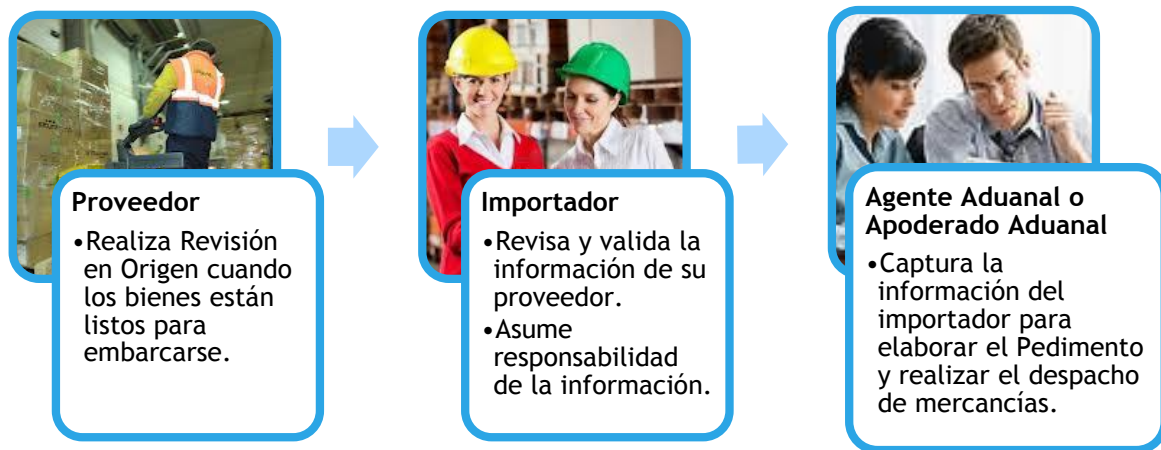 Proveedor
•Realiza Revisión
en Origen cuando
los bienes están
listos para
embarcarse.
Importador
•Revisa y valida la
información de su
proveedor.
•Asume
responsabilidad
de la información.
Agente Aduanal o
Apoderado Aduanal
•Captura la
información del
importador para
elaborar el Pedimento
y realizar el despacho
de mercancías.